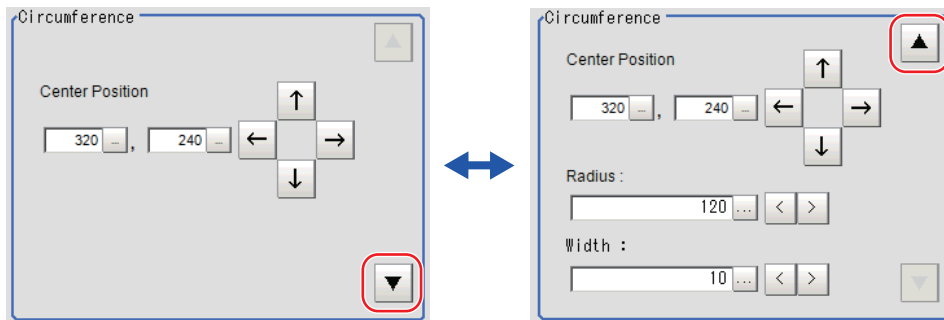 Circumference
Center Position
320 ... , 240 ...
Circumference
Center Position
320 ... , 240 ...
Radius :
120 ...
< >
Width :
10 ...
< >